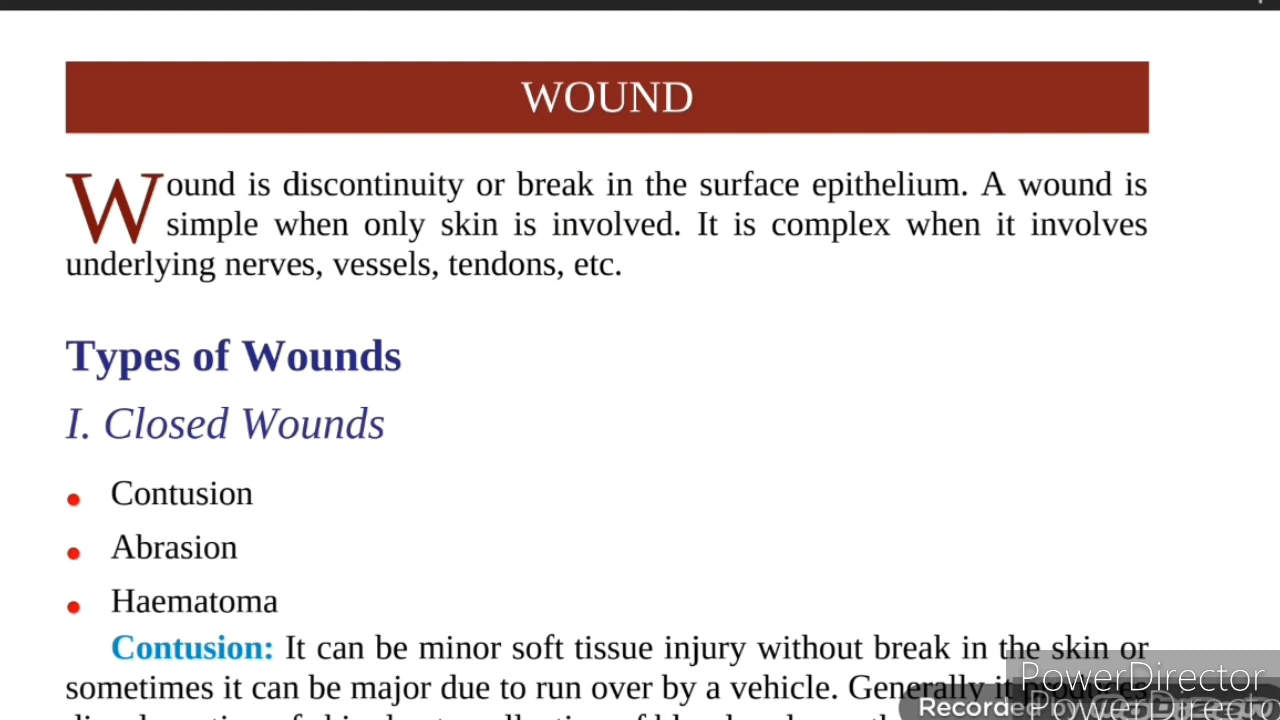 WOUND
Wound is discontinuity or break in the surface epithelium. A wound is
simple when only skin is involved. It is complex when it involves
underlying nerves, vessels, tendons, etc.
Types of Wounds
I. Closed Wounds
• Contusion
• Abrasion
• Haematoma
Contusion: It can be minor soft tissue injury without break in the skin or
sometimes it can be major due to run over by a vehicle. Generally it
PowerDirector
Recorded by
PowerDirecto